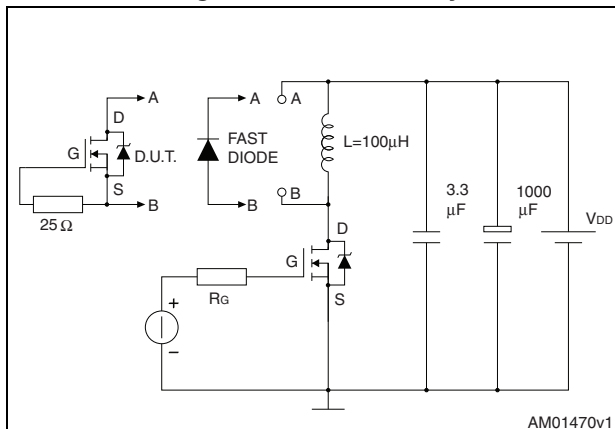 A
D
G
D.U.T.
S
B
25 Ω
A
FAST
DIODE
B
A
L=100μH
B
D
G
S
RG
+
−
3.3
μF
1000
μF
VDD
AM01470v1